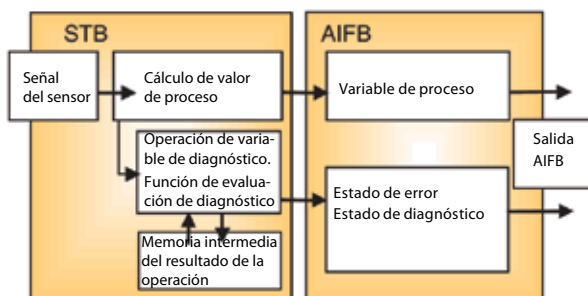 STB
AIFB
Señal
del sensor
Cálculo de valor
de proceso
Variable de proceso
Operación de varia-
ble de diagnóstico.
Función de evalua-
ción de diagnóstico
Salida
AIFB
Estado de error
Estado de diagnóstico
Memoria intermedia
del resultado de la
operación